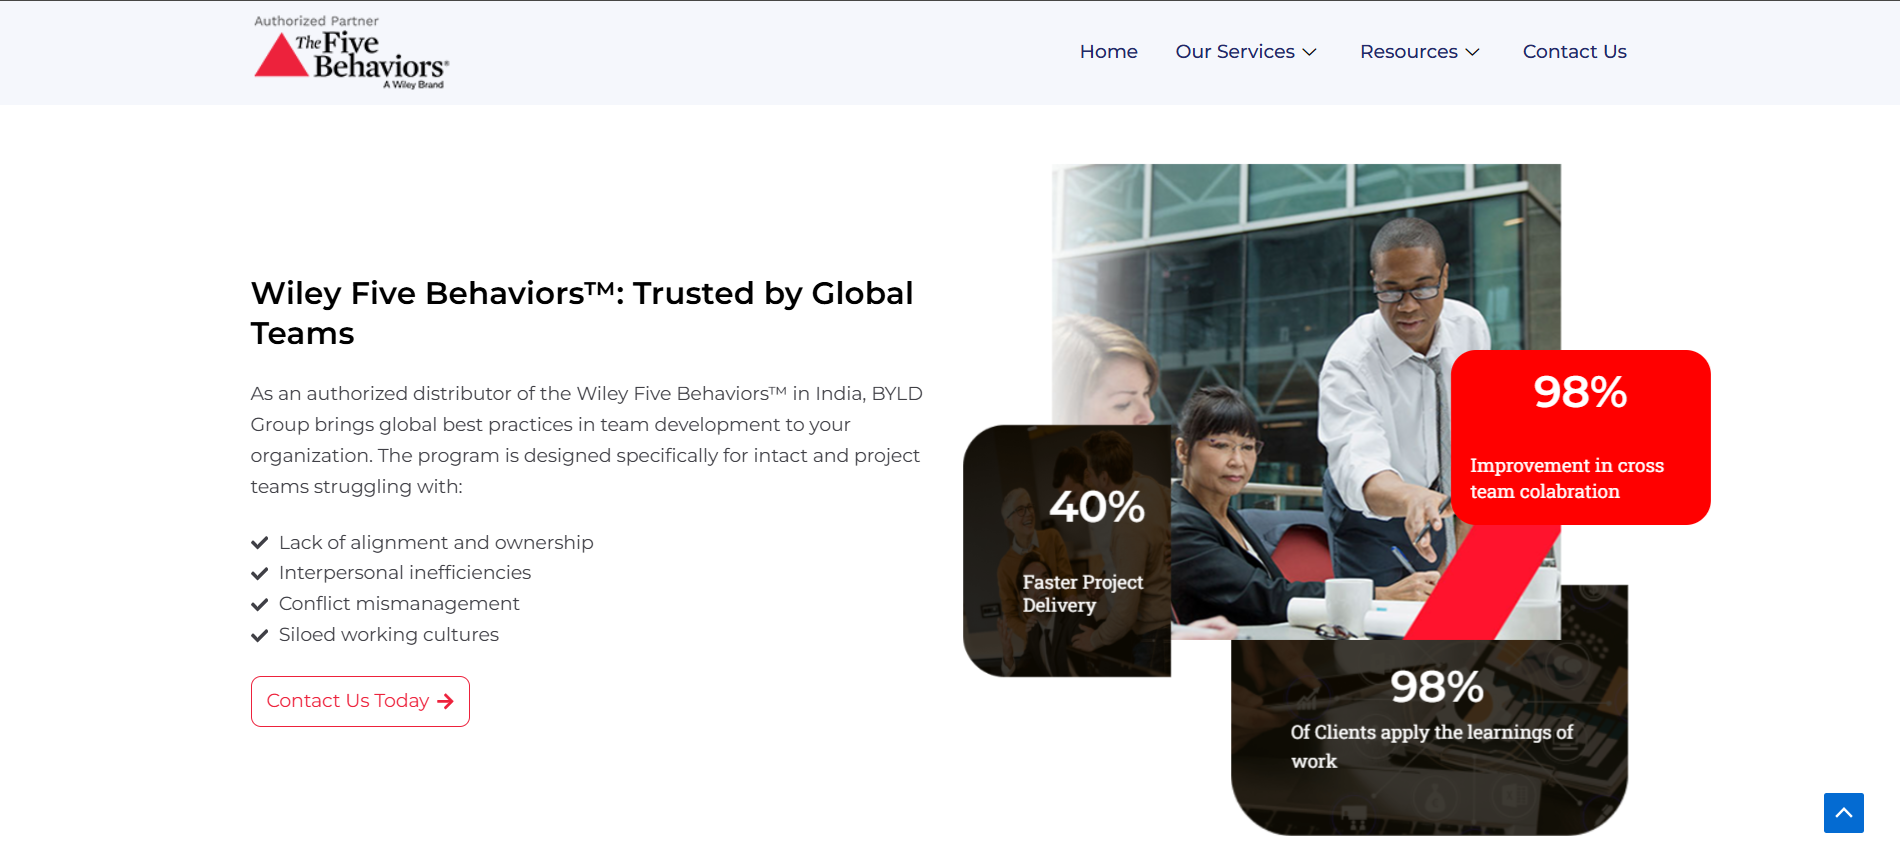 Authorized Partner
The Five
Behaviors®
A Wiley Brand
Home
Our Services
Resources
Contact Us
Wiley Five Behaviors™: Trusted by Global
Teams
As an authorized distributor of the Wiley Five Behaviors™ in India, BYLD
Group brings global best practices in team development to your
organization. The program is designed specifically for intact and project
teams struggling with:
Lack of alignment and ownership
Interpersonal inefficiencies
Conflict mismanagement
Siloed working cultures
Contact Us Today
98%
Improvement in cross
team colabration
40%
Faster Project
Delivery
98%
Of Clients apply the learnings of
work